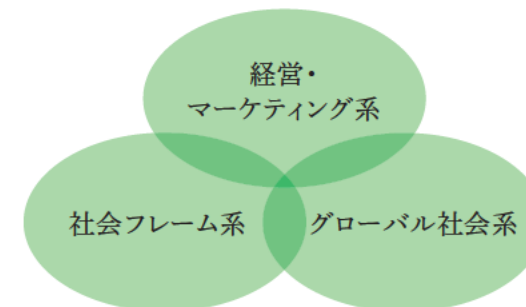 経営・
マーケティング系
社会フレーム系
グローバル社会系